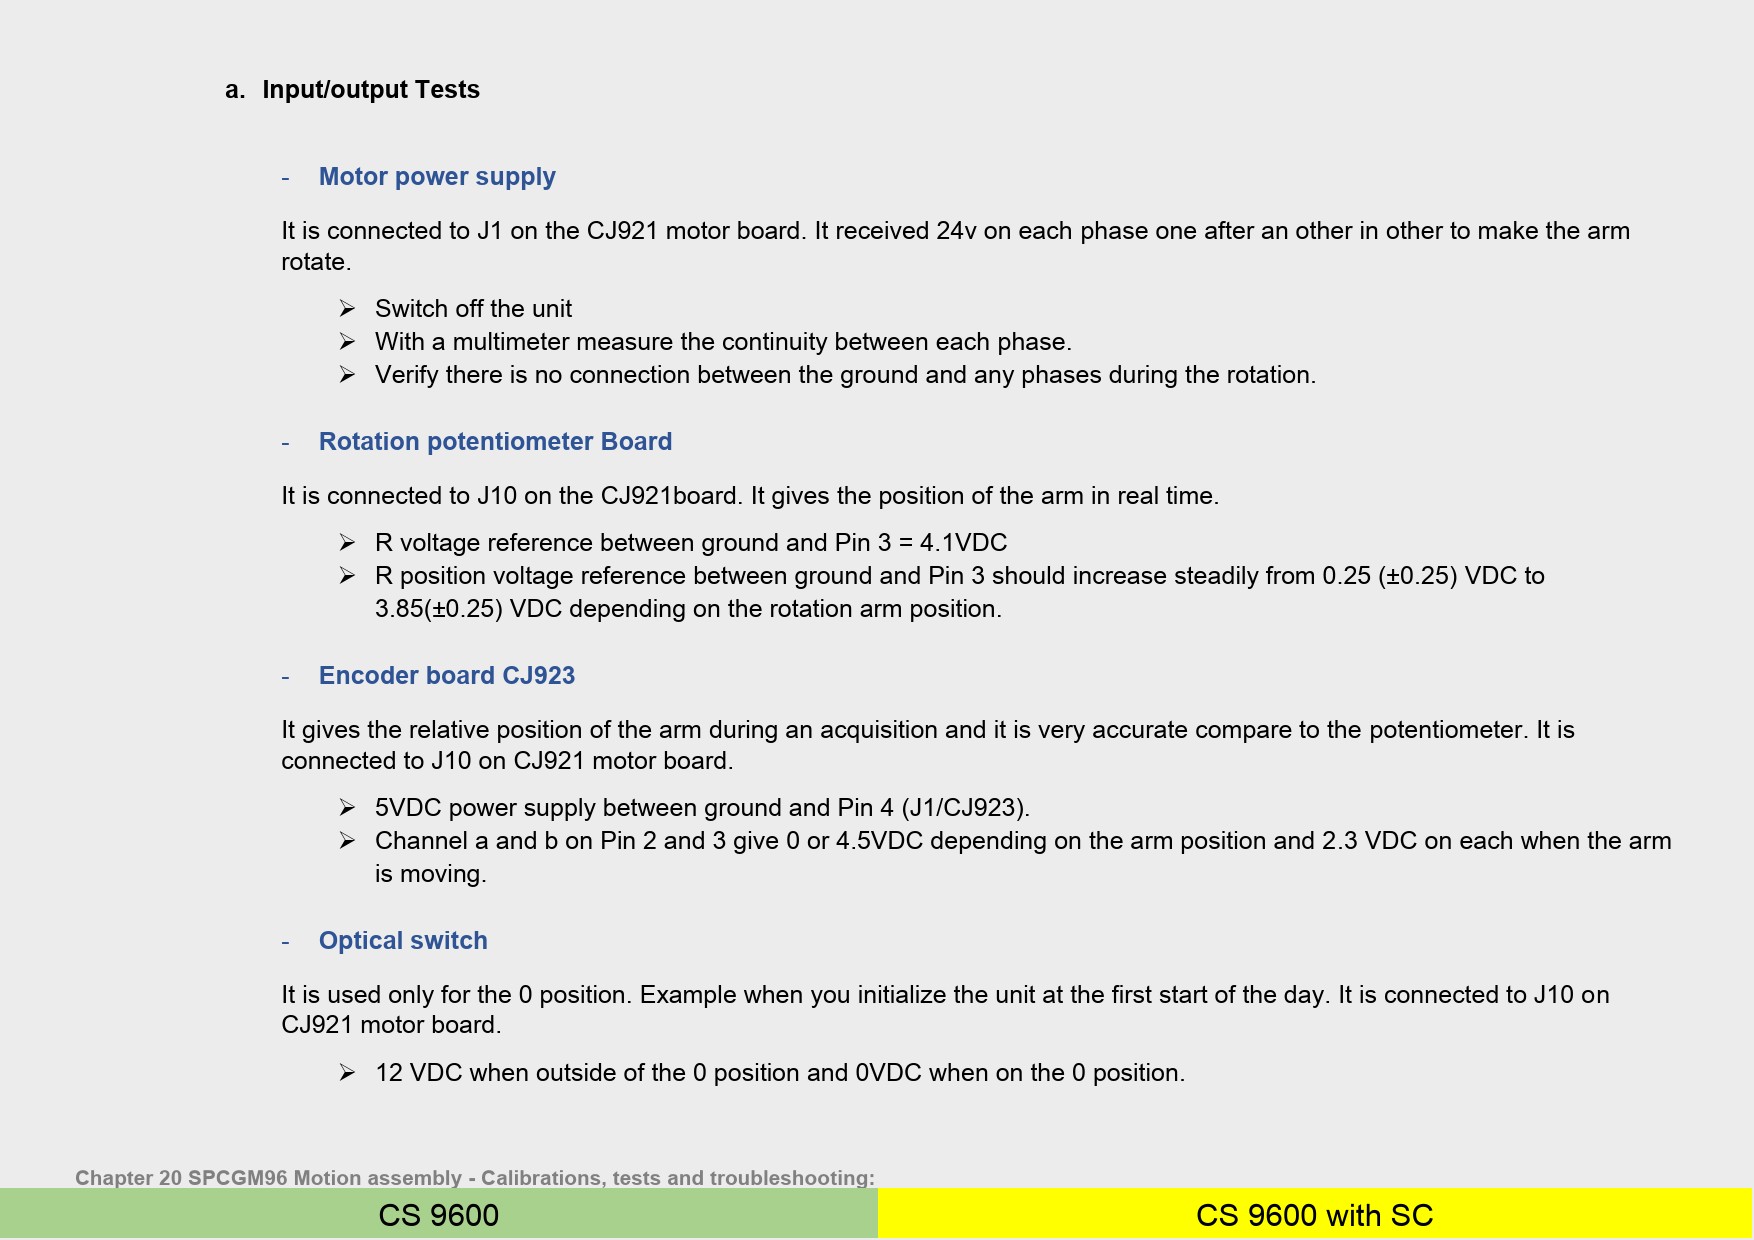 a. Input/output Tests
- Motor power supply
It is connected to J1 on the CJ921 motor board. It received 24v on each phase one after an other in other to make the arm
rotate.
➢ Switch off the unit
➢ With a multimeter measure the continuity between each phase.
➢ Verify there is no connection between the ground and any phases during the rotation.
- Rotation potentiometer Board
It is connected to J10 on the CJ921board. It gives the position of the arm in real time.
➢ R voltage reference between ground and Pin 3 = 4.1VDC
➢ R position voltage reference between ground and Pin 3 should increase steadily from 0.25 (±0.25) VDC to
3.85(±0.25) VDC depending on the rotation arm position.
- Encoder board CJ923
It gives the relative position of the arm during an acquisition and it is very accurate compare to the potentiometer. It is
connected to J10 on CJ921 motor board.
➢ 5VDC power supply between ground and Pin 4 (J1/CJ923).
➢ Channel a and b on Pin 2 and 3 give 0 or 4.5VDC depending on the arm position and 2.3 VDC on each when the arm
is moving.
- Optical switch
It is used only for the 0 position. Example when you initialize the unit at the first start of the day. It is connected to J10 on
CJ921 motor board.
➢ 12 VDC when outside of the 0 position and 0VDC when on the 0 position.
Chapter 20 SPCGM96 Motion assembly - Calibrations, tests and troubleshooting:
CS 9600
CS 9600 with SC